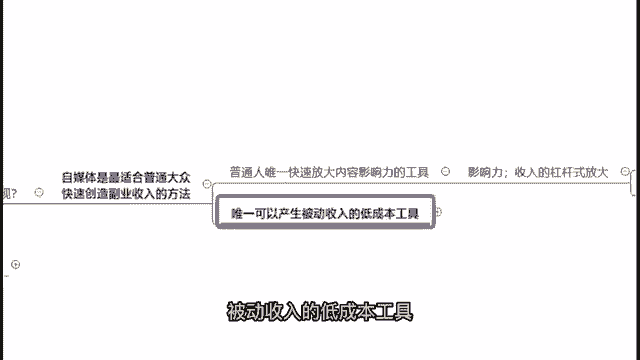 现?
自媒体是最适合普通大众
快速创造副业收入的方法
普通人唯一快速放大内容影响力的工具
影响力；收入的杠杆式放大
唯一可以产生被动收入的低成本工具
被动收入的低成本工具